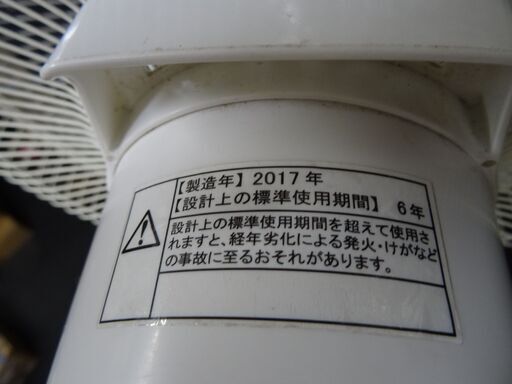 【製造年】2017年
【設計上の標準使用期間】 6年
設計上の標準使用期間を超えて使用さ
れますと、経年劣化による発火・けがなど
の事故に至るおそれがあります。